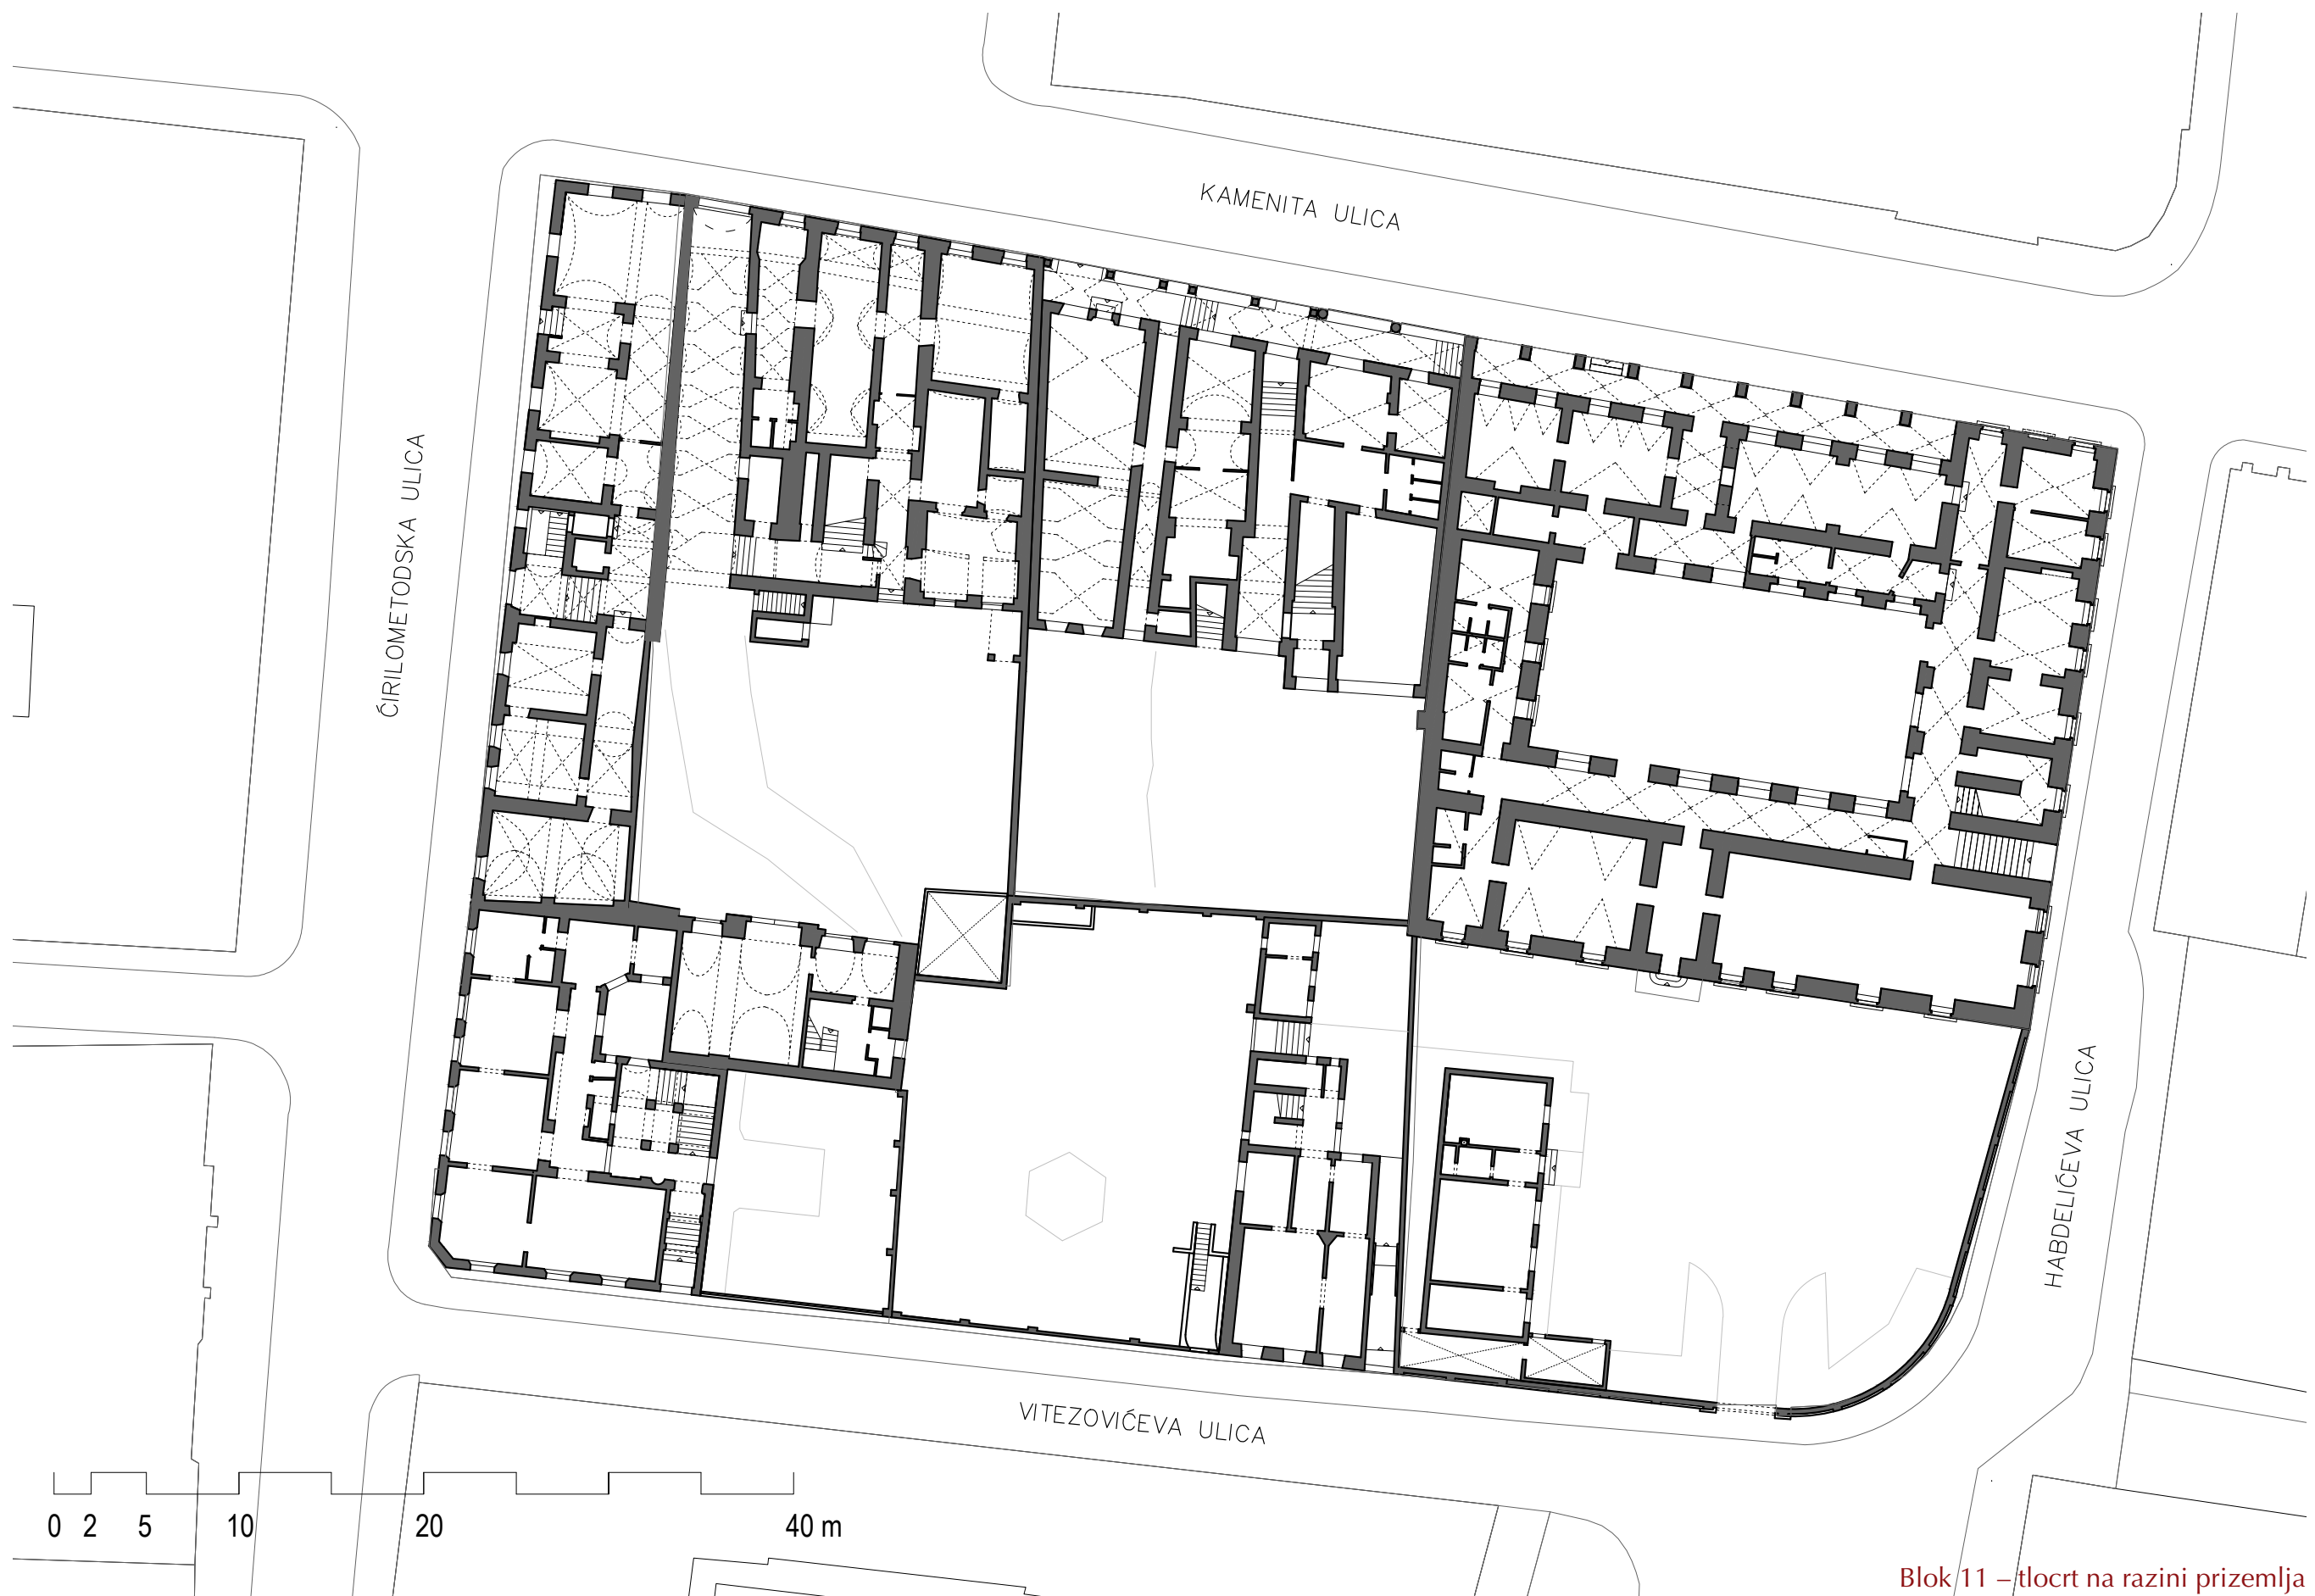 KAMENITA ULICA
ĆIRILOMETODSKA ULICA
HABDELIĆEVA ULICA
VITEZOVIĆEVA ULICA
0 2 5 10 20 40 m
Blok 11 – tlocrt na razini prizemlja